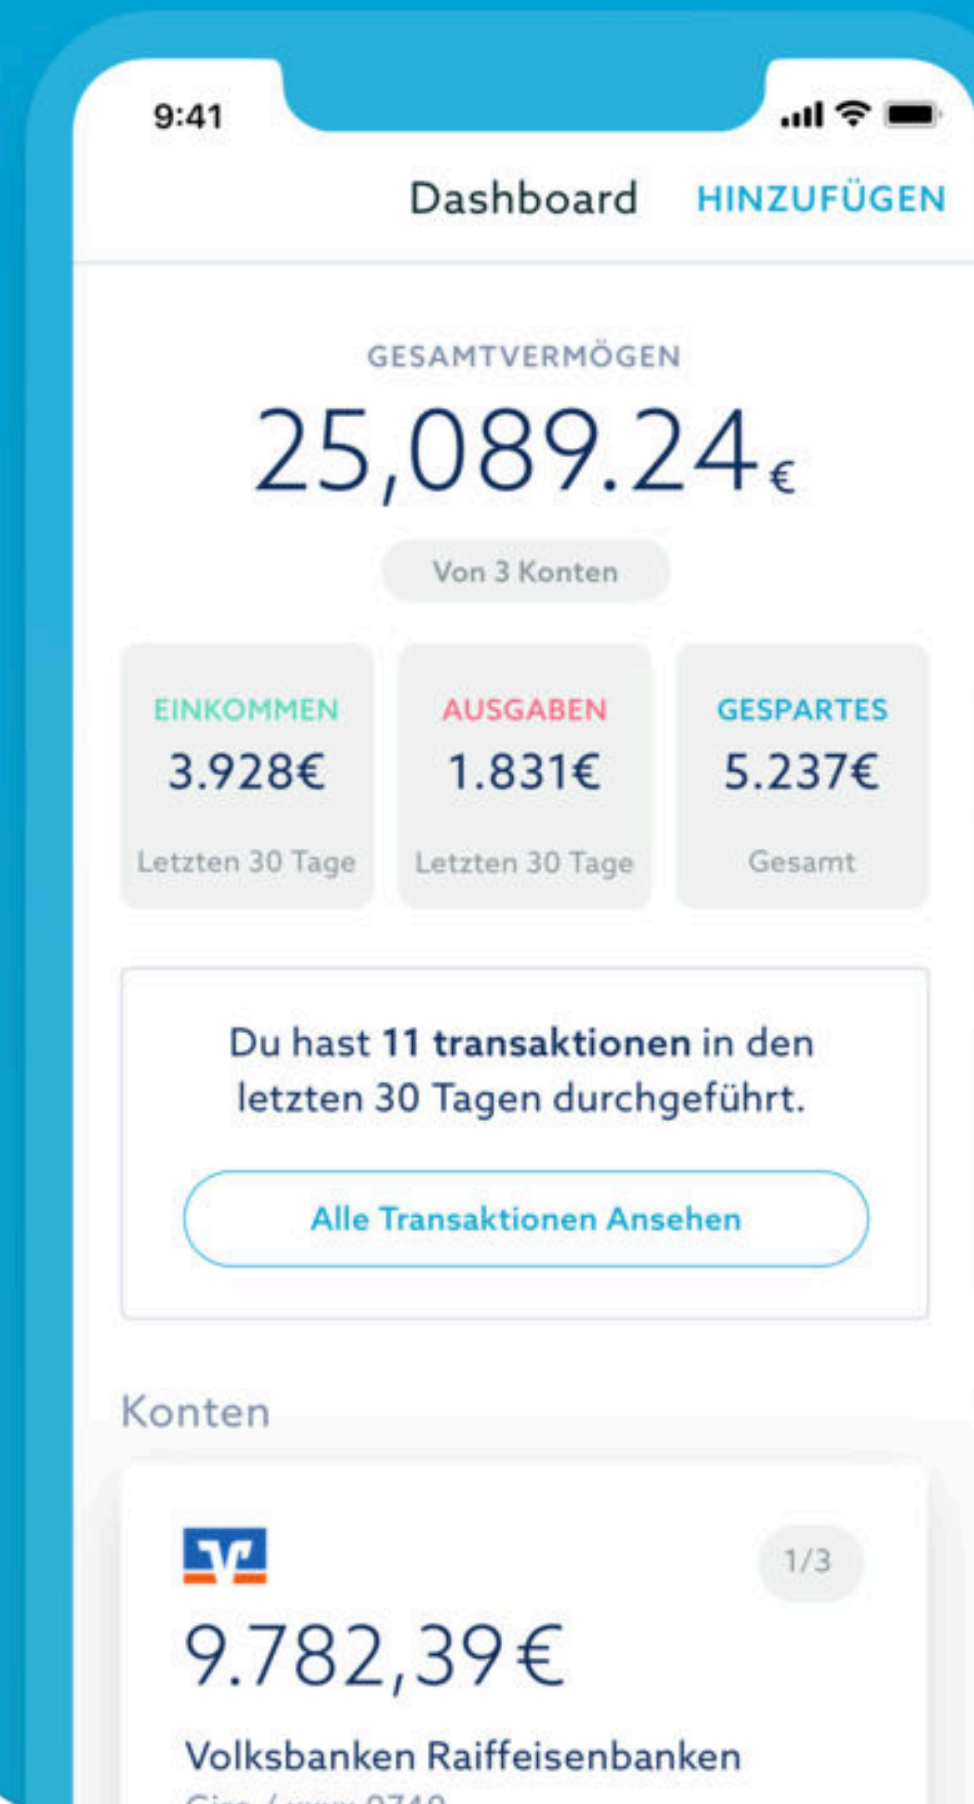 9:41
Dashboard HINZUFÜGEN
GESAMTVERMÖGEN
25,089.24€
Von 3 Konten
EINKOMMEN
3.928€
Letzten 30 Tage
AUSGABEN
1.831€
Letzten 30 Tage
GESPARTES
5.237€
Gesamt
Du hast 11 transaktionen in den
letzten 30 Tagen durchgeführt.
Alle Transaktionen Ansehen
Konten
1/3
9.782,39€
Volksbanken Raiffeisenbanken